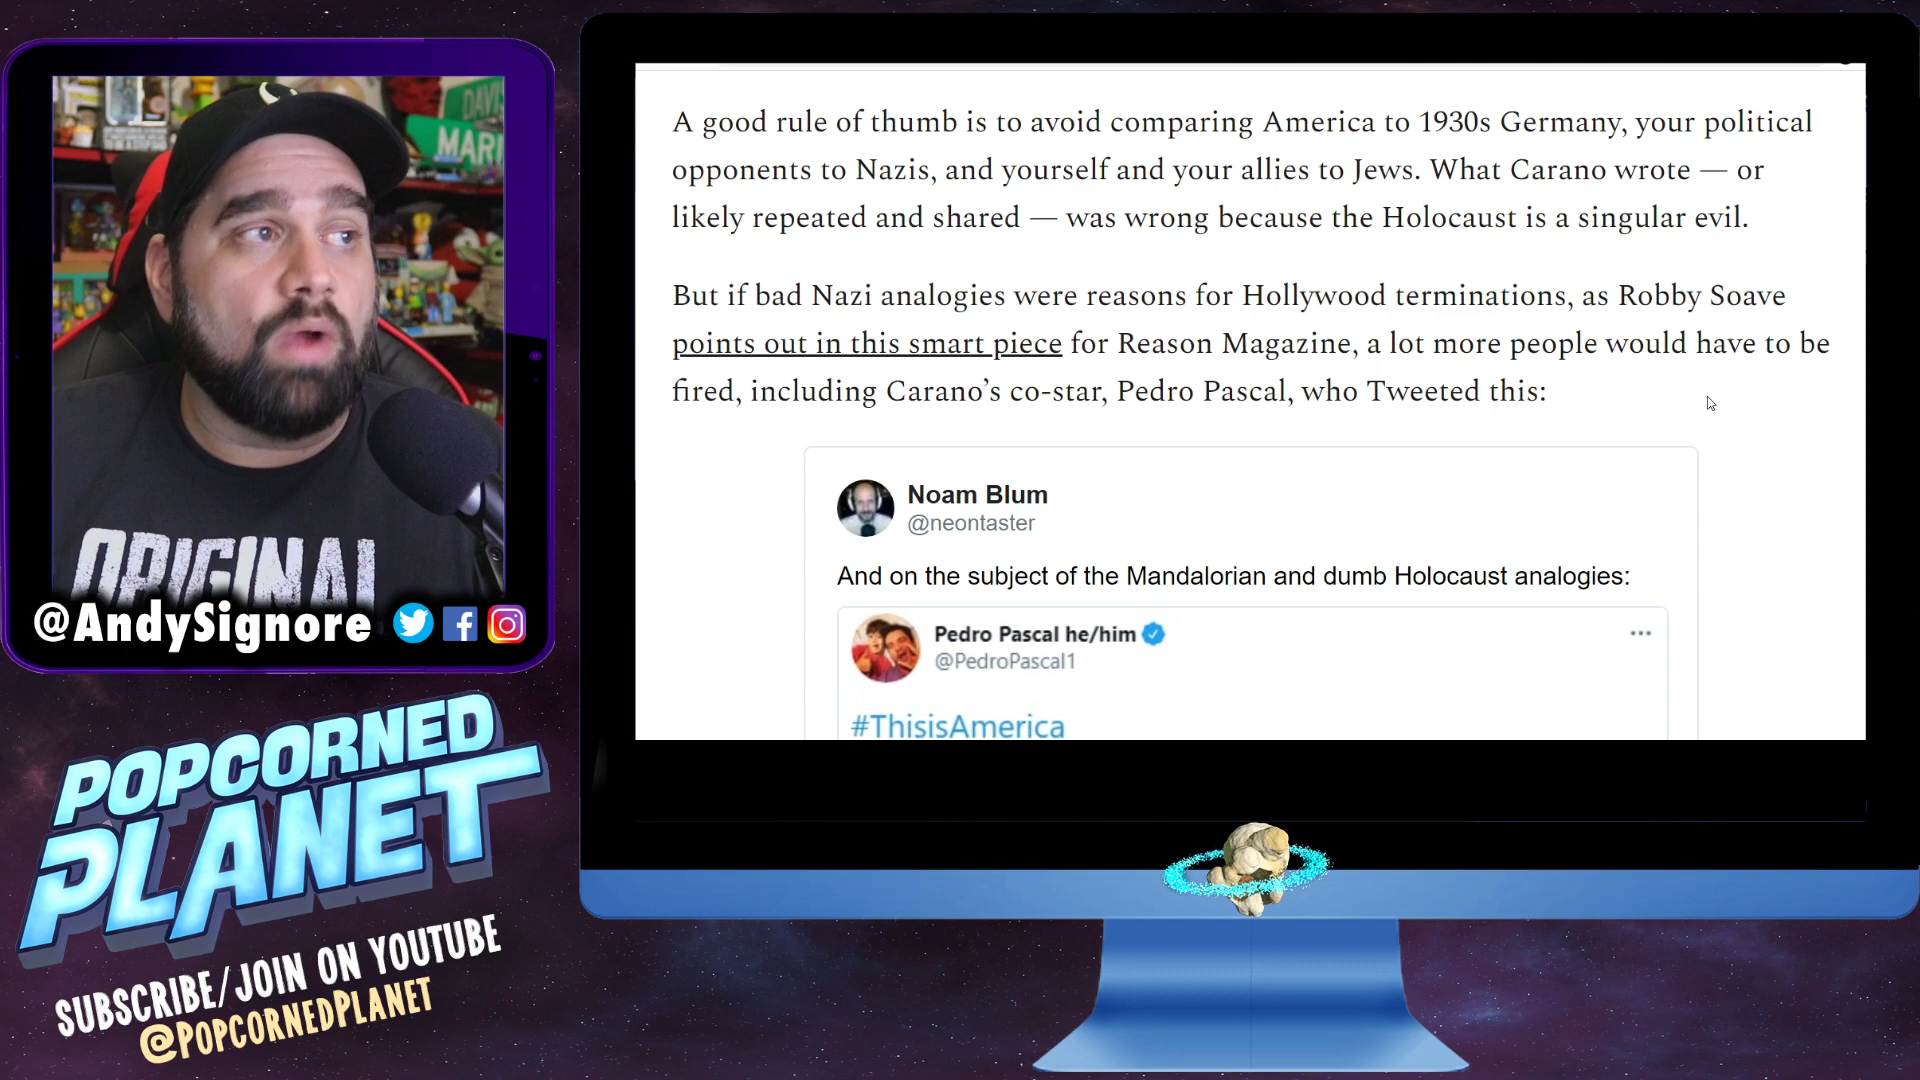 DAVIS
MARI
ORIGINAL
@AndySignore
POPCORNED
PLANET
SUBSCRIBE/JOIN ON YOUTUBE
@POPCORNEDPLANET
A good rule of thumb is to avoid comparing America to 1930s Germany, your political
opponents to Nazis, and yourself and your allies to Jews. What Carano wrote — or
likely repeated and shared — was wrong because the Holocaust is a singular evil.
But if bad Nazi analogies were reasons for Hollywood terminations, as Robby Soave
points out in this smart piece for Reason Magazine, a lot more people would have to be
fired, including Carano’s co-star, Pedro Pascal, who Tweeted this:
Noam Blum
@neontaster
And on the subject of the Mandalorian and dumb Holocaust analogies:
Pedro Pascal he/him
@PedroPascal1
#ThisisAmerica